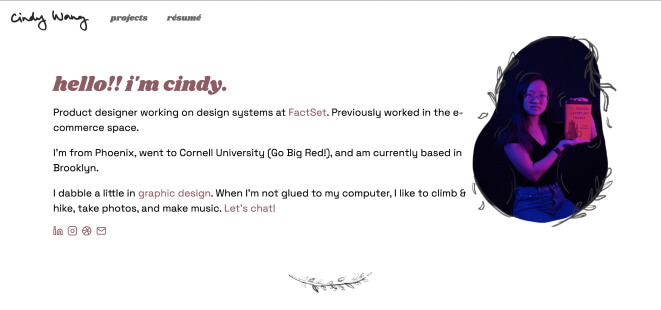 Cindy Wang
projects résumé
hello!! i'm cindy.
Product designer working on design systems at FactSet. Previously worked in the e-
commerce space.
I'm from Phoenix, went to Cornell University (Go Big Red!), and am currently based in
Brooklyn.
I dabble a little in graphic design. When I'm not glued to my computer, I like to climb &
hike, take photos, and make music. Let's chat!